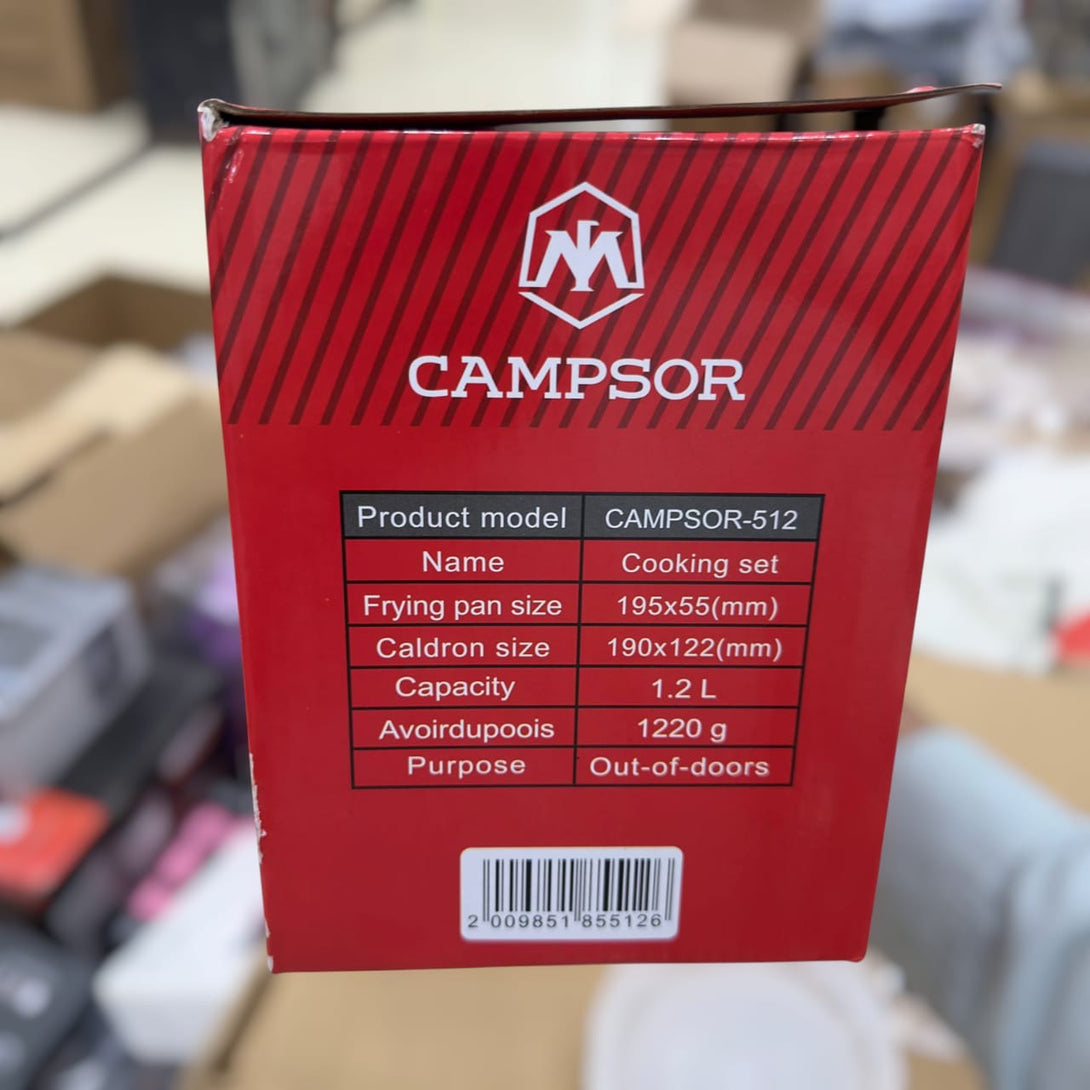 CAMPSOR
Product model CAMPSOR-512
Name Cooking set
Frying pan size 195x55(mm)
Caldron size 190x122(mm)
Capacity 1.2 L
Avoirdupoois 1220 g
Purpose Out-of-doors
2 009851 855126